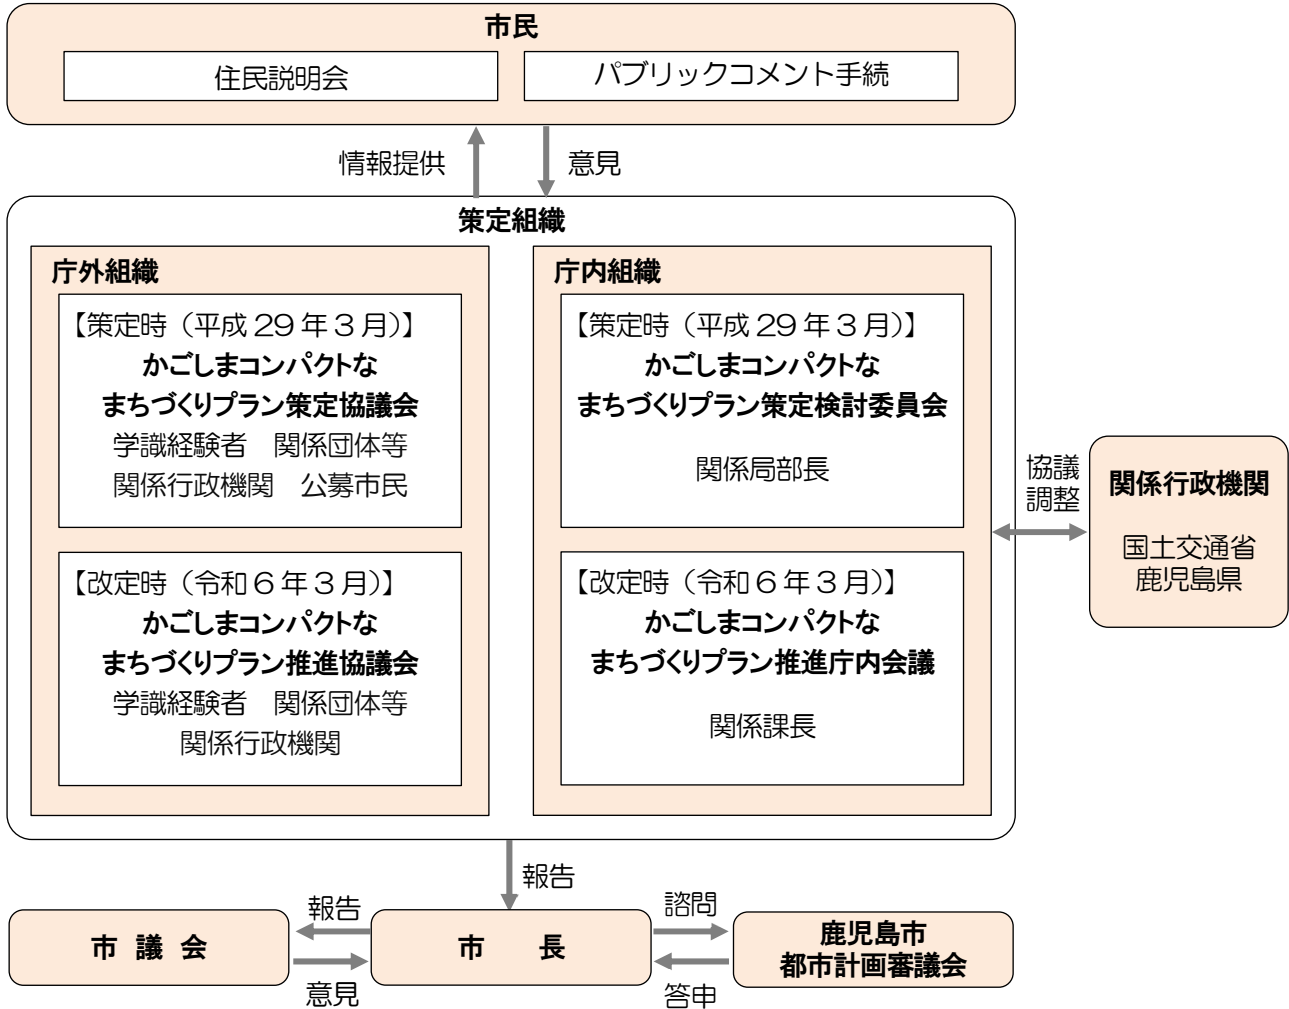 市民
住民説明会
パブリックコメント手続
情報提供
意見
策定組織
庁外組織
【策定時（平成29年３月）】
かごしまコンパクトな
まちづくりプラン策定協議会
学識経験者　関係団体等
関係行政機関　公募市民
【改定時（令和６年３月）】
かごしまコンパクトな
まちづくりプラン推進協議会
学識経験者　関係団体等
関係行政機関
庁内組織
【策定時（平成29年３月）】
かごしまコンパクトな
まちづくりプラン策定検討委員会
関係局部長
【改定時（令和６年３月）】
かごしまコンパクトな
まちづくりプラン推進庁内会議
関係課長
協議
調整
関係行政機関
国土交通省
鹿児島県
報告
市 議 会
報告
意見
市　　長
諮問
答申
鹿児島市
都市計画審議会